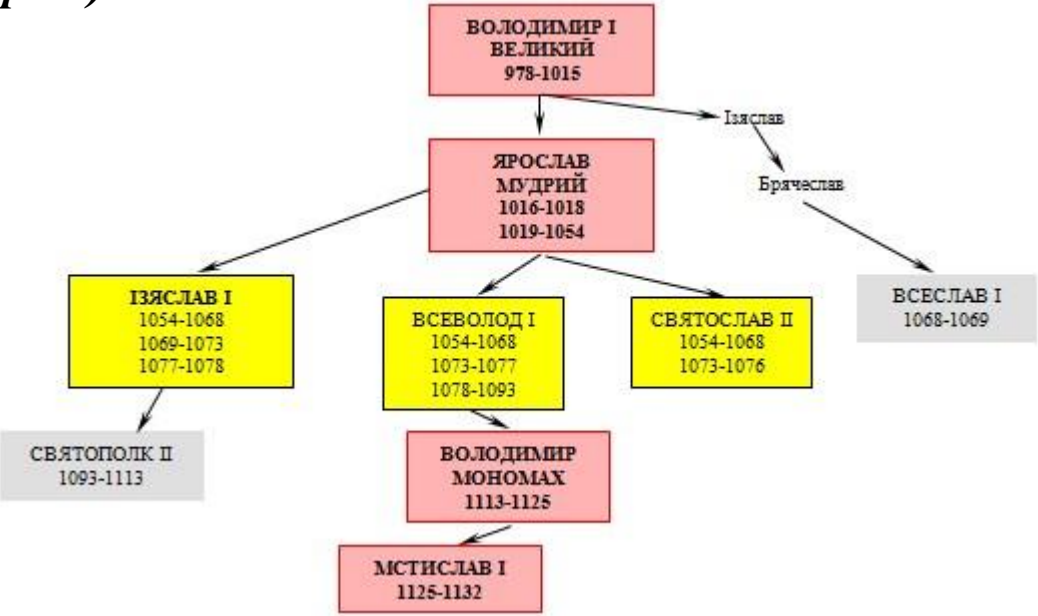 ВОЛОДИМИР І
ВЕЛИКИЙ
978-1015
Ізяслав
ЯРОСЛАВ
МУДРИЙ
1016-1018
1019-1054
Брячеслав
ІЗЯСЛАВ І
1054-1068
1069-1073
1077-1078
ВСЕВОЛОД І
1054-1068
1073-1077
1078-1093
СВЯТОСЛАВ ІІ
1054-1068
1073-1076
ВСЕСЛАВ І
1068-1069
СВЯТОПОЛК ІІ
1093-1113
ВОЛОДИМИР
МОНОМАХ
1113-1125
МСТИСЛАВ І
1125-1132